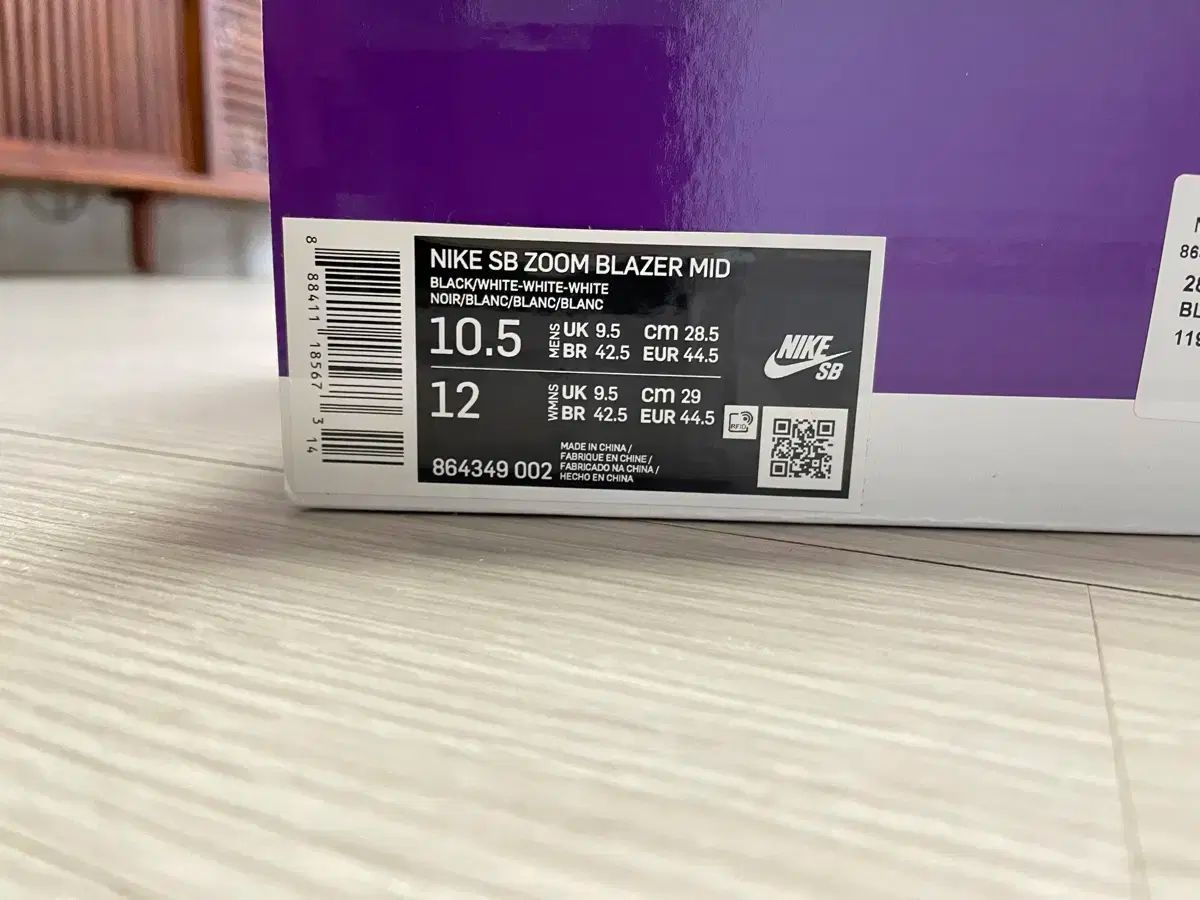 NIKE SB ZOOM BLAZER MID
BLACK/WHITE-WHITE-WHITE
NOIR/BLANC/BLANC/BLANC
10.5 MENS UK 9.5 cm 28.5
BR 42.5 EUR 44.5
12 WMNS UK 9.5 cm 29
BR 42.5 EUR 44.5
864349 002
MADE IN CHINA /
FABRIQUE EN CHINE /
FABRICADO NA CHINA /
HECHO EN CHINA
NIKE
SB
RFID
8 88411 18567 3 14